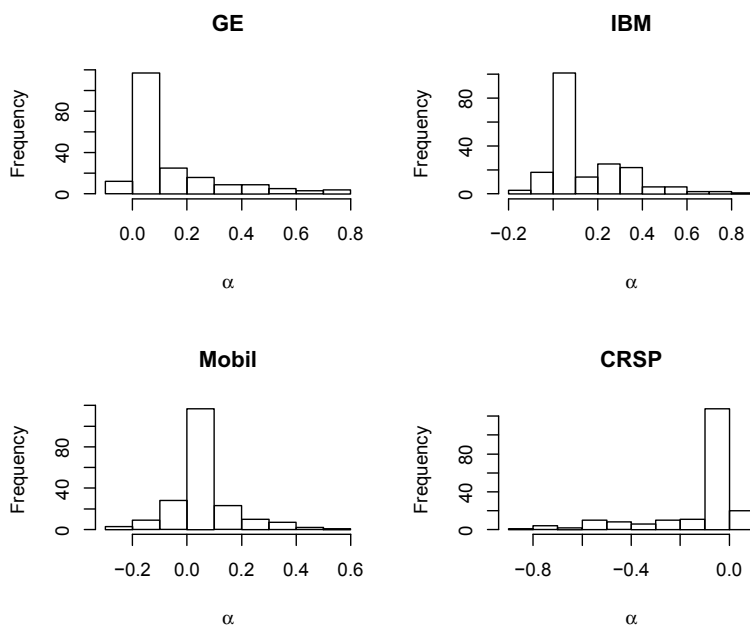 GE
Frequency
0 40 80
0.0 0.2 0.4 0.6 0.8
α
IBM
Frequency
0 40 80
−0.2 0.2 0.4 0.6 0.8
α
Mobil
Frequency
0 40 80
−0.2 0.0 0.2 0.4 0.6
α
CRSP
Frequency
0 40 80
−0.8 −0.4 0.0
α